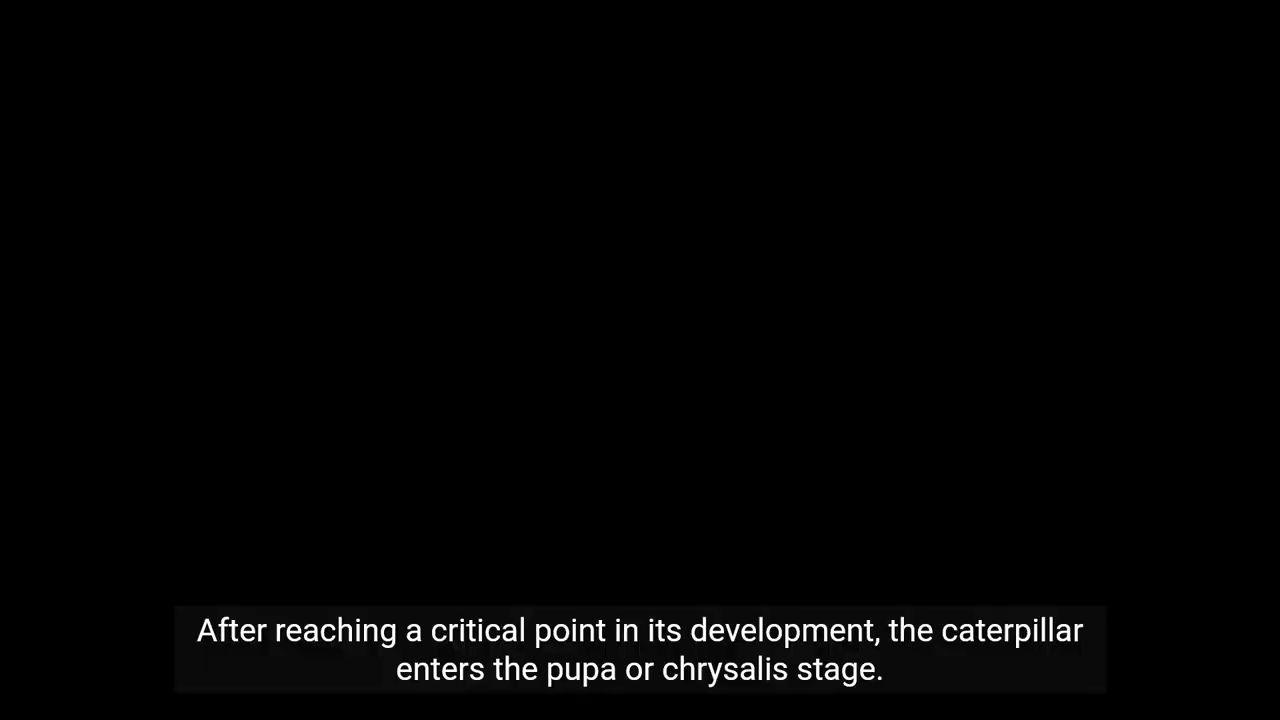 After reaching a critical point in its development, the caterpillar
enters the pupa or chrysalis stage.